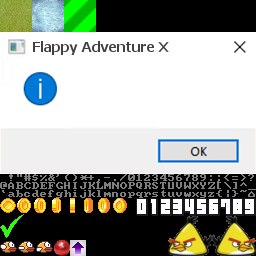 Flappy Adventure X
OK
!"#$%&'()*+,-./0123456789:;<=>?
@ABCDEFGHIJKLMNOPQRSTUVWXYZ[\]^_
`abcdefghijklmnopqrstuvwxyz{|}~
0123456789